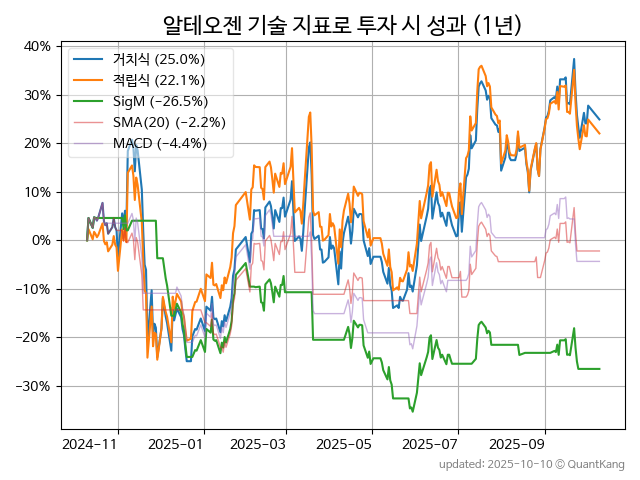 알테오젠 기술 지표로 투자 시 성과 (1년)
거치식 (25.0%)
적립식 (22.1%)
SigM (−26.5%)
SMA(20) (−2.2%)
MACD (−4.4%)
40%
30%
20%
10%
0%
−10%
−20%
−30%
2024−11 2025−01 2025−03 2025−05 2025−07 2025−09
updated: 2025-10-10 © QuantKang